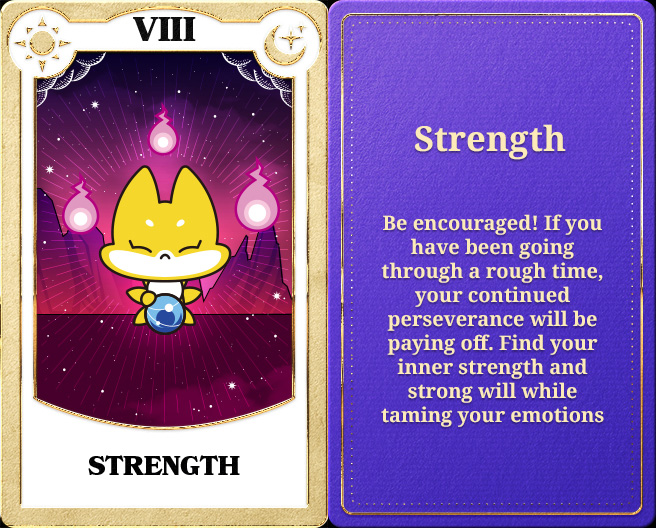 VIII
STRENGTH
Strength
Be encouraged! If you
have been going
through a rough time,
your continued
perseverance will be
paying off. Find your
inner strength and
strong will while
taming your emotions